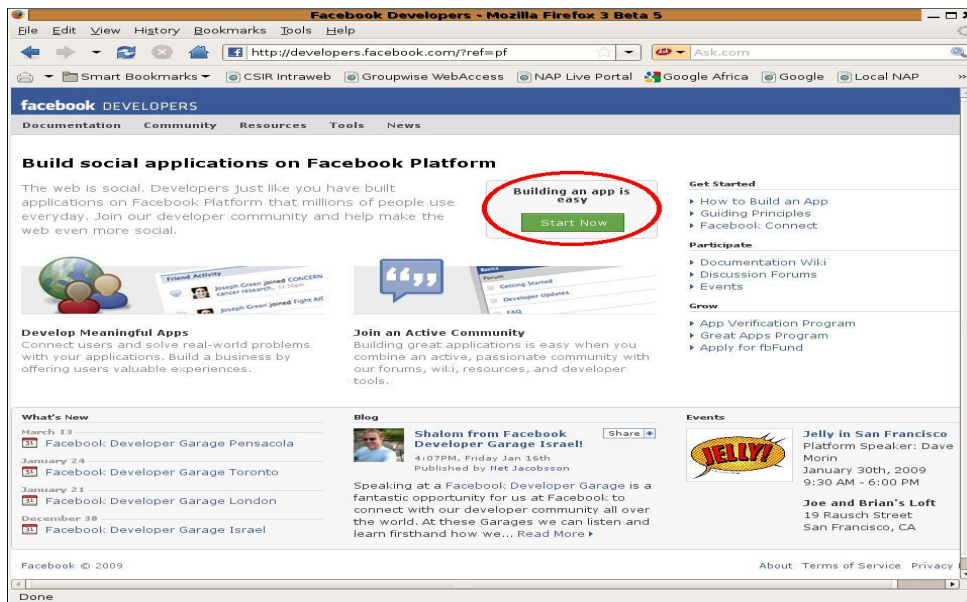 Facebook Developers - Mozilla Firefox 3 Beta 5
File Edit View History Bookmarks Tools Help
http://developers.facebook.com/?ref=pf
Ask.com
Smart Bookmarks CSIR Intraweb Groupwise WebAccess NAP Live Portal Google Africa Google Local NAP »
facebook DEVELOPERS
Documentation Community Resources Tools News
Build social applications on Facebook Platform
The web is social. Developers just like you have built
applications on Facebook Platform that millions of people use
everyday. Join our developer community and help make the
web even more social.
Building an app is
easy
Start Now
Get Started
How to Build an App
Guiding Principles
Facebook Connect
Participate
Documentation Wiki
Discussion Forums
Events
Grow
App Verification Program
Great Apps Program
Apply for fbFund
Friend Activity
Joseph Green joined CONCERN
cancer research, 11:10pm
Joseph Green joined Fight AID
Develop Meaningful Apps
Connect users and solve real-world problems
with your applications. Build a business by
offering users valuable experiences.
Basics
Forum
Getting Started
Developer Updates
FAQ
Join an Active Community
Building great applications is easy when you
combine an active, passionate community with
our forums, wiki, resources, and developer
tools.
What's New
March 13
31 Facebook Developer Garage Pensacola
January 24
31 Facebook Developer Garage Toronto
January 21
31 Facebook Developer Garage London
December 30
31 Facebook Developer Garage Israel
Blog
Shalom from Facebook
Developer Garage Israel!
Share +
4:07PM, Friday Jan 16th
Published by Net Jacobsson
Speaking at a Facebook Developer Garage is a
fantastic opportunity for us at Facebook to
connect with our developer community all over
the world. At these Garages we can listen and
learn firsthand how we... Read More
Events
JELLY!
Jelly in San Francisco
Platform Speaker: Dave
Morin
January 30th, 2009
9:30 AM - 6:00 PM
Joe and Brian's Loft
19 Rausch Street
San Francisco, CA
Facebook © 2009
About Terms of Service Privacy
Done